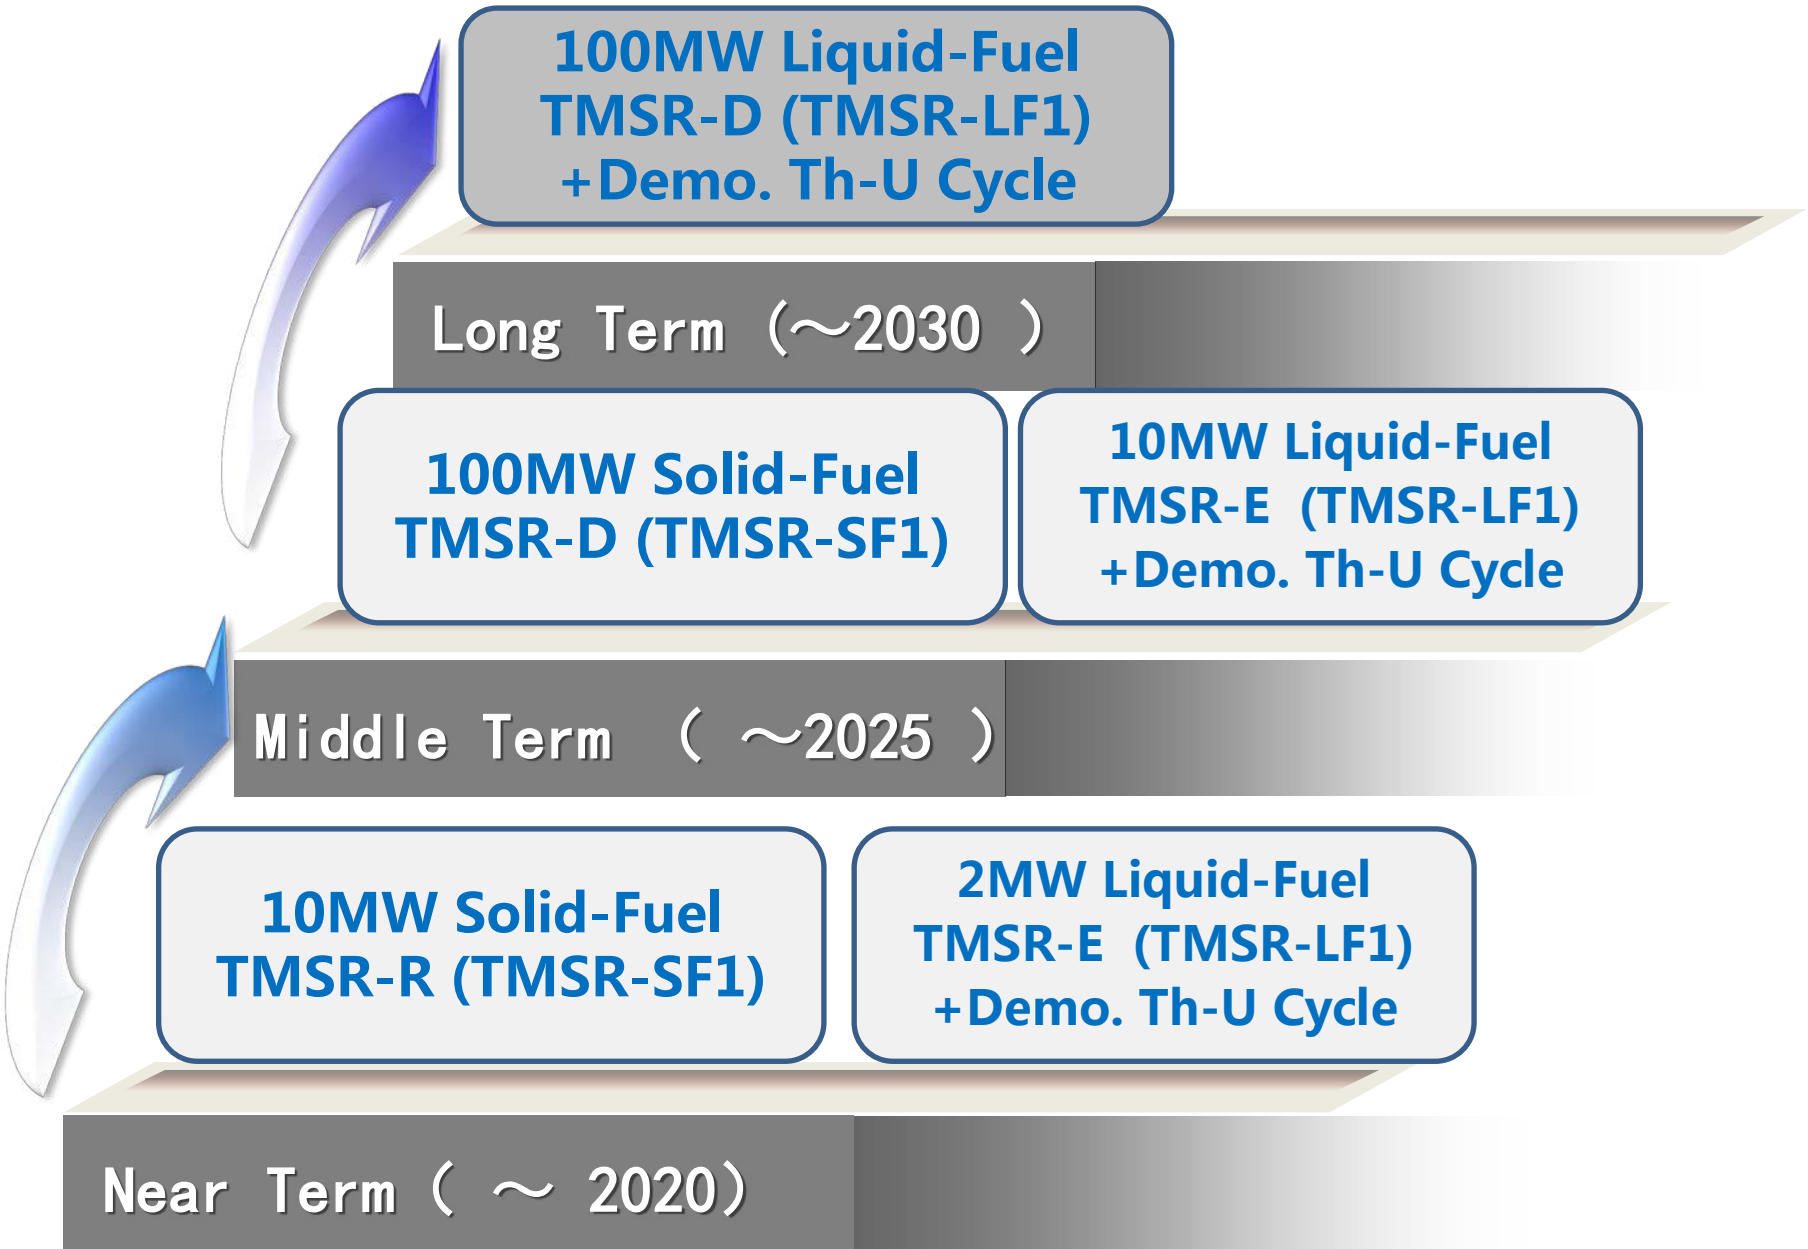 100MW Liquid-Fuel
TMSR-D (TMSR-LF1)
+Demo. Th-U Cycle
Long Term (～2030 )
100MW Solid-Fuel
TMSR-D (TMSR-SF1)
10MW Liquid-Fuel
TMSR-E (TMSR-LF1)
+Demo. Th-U Cycle
Middle Term ( ～2025 )
10MW Solid-Fuel
TMSR-R (TMSR-SF1)
2MW Liquid-Fuel
TMSR-E (TMSR-LF1)
+Demo. Th-U Cycle
Near Term ( ～ 2020)